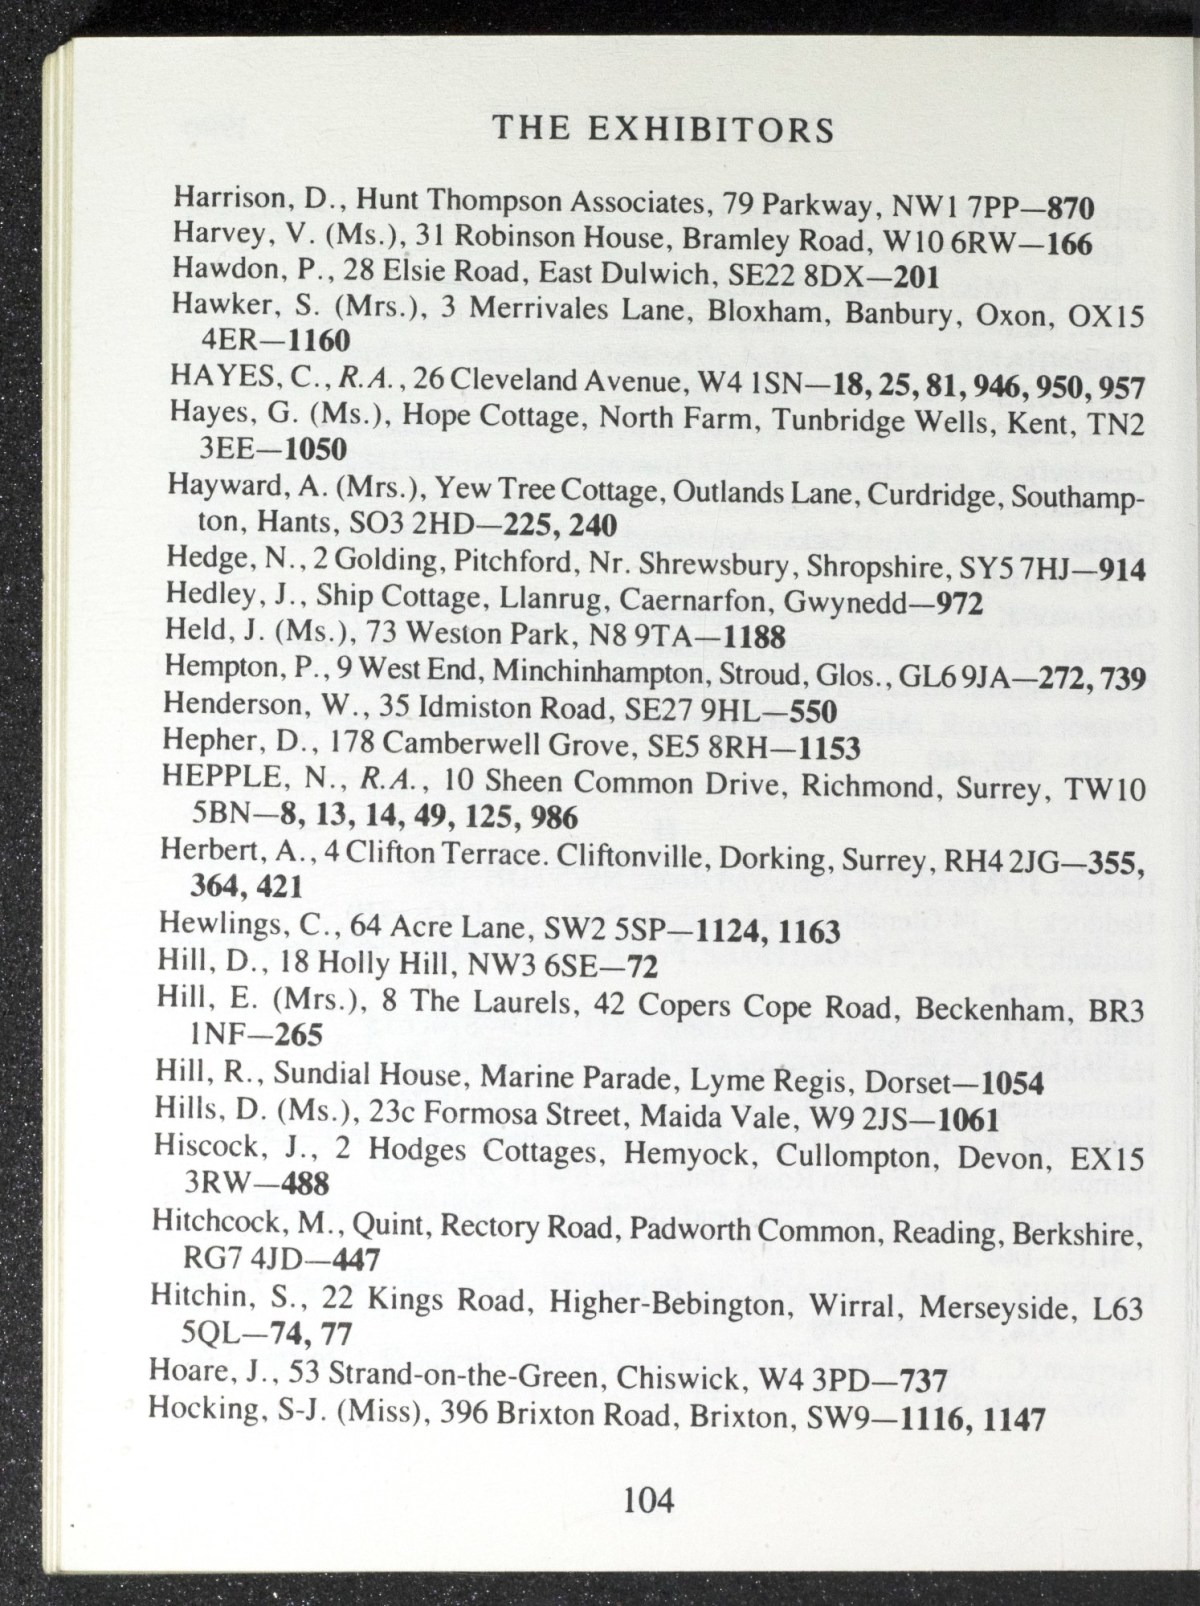 THE EXHIBITORS
Harrison, D., Hunt Thompson Associates, 79 Parkway, NW1 7PP—870
Harvey, V. (Ms.), 31 Robinson House, Bramley Road, W10 6RW—166
Hawdon, P., 28 Elsie Road, East Dulwich, SE22 8DX—201
Hawker, S. (Mrs.), 3 Merrivales Lane, Bloxham, Banbury, Oxon, OX15
4ER—1160
HAYES, C., R.A., 26 Cleveland Avenue, W4 1SN—18, 25, 81, 946, 950, 957
Hayes, G. (Ms.), Hope Cottage, North Farm, Tunbridge Wells, Kent, TN2
3EE—1050
Hayward, A. (Mrs.), Yew Tree Cottage, Outlands Lane, Curdridge, Southamp-
ton, Hants, SO3 2HD—225, 240
Hedge, N., 2 Golding, Pitchford, Nr. Shrewsbury, Shropshire, SY5 7HJ—914
Hedley, J., Ship Cottage, Llanrug, Caernarfon, Gwynedd—972
Held, J. (Ms.), 73 Weston Park, N8 9TA—1188
Hempton, P., 9 West End, Minchinhampton, Stroud, Glos., GL6 9JA—272, 739
Henderson, W., 35 Idmiston Road, SE27 9HL—550
Hepher, D., 178 Camberwell Grove, SE5 8RH—1153
HEPPLE, N., R.A., 10 Sheen Common Drive, Richmond, Surrey, TW10
5BN—8, 13, 14, 49, 125, 986
Herbert, A., 4 Clifton Terrace. Cliftonville, Dorking, Surrey, RH4 2JG—355,
364, 421
Hewlings, C., 64 Acre Lane, SW2 5SP—1124, 1163
Hill, D., 18 Holly Hill, NW3 6SE—72
Hill, E. (Mrs.), 8 The Laurels, 42 Copers Cope Road, Beckenham, BR3
1NF—265
Hill, R., Sundial House, Marine Parade, Lyme Regis, Dorset—1054
Hills, D. (Ms.), 23c Formosa Street, Maida Vale, W9 2JS—1061
Hiscock, J., 2 Hodges Cottages, Hemyock, Cullompton, Devon, EX15
3RW—488
Hitchcock, M., Quint, Rectory Road, Padworth Common, Reading, Berkshire,
RG7 4JD—447
Hitchin, S., 22 Kings Road, Higher-Bebington, Wirral, Merseyside, L63
5QL—74, 77
Hoare, J., 53 Strand-on-the-Green, Chiswick, W4 3PD—737
Hocking, S-J. (Miss), 396 Brixton Road, Brixton, SW9—1116, 1147
104